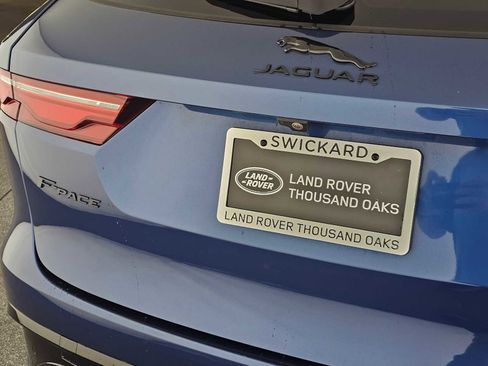 JAGUAR
SWICKARD
LAND
ROVER
LAND ROVER
THOUSAND OAKS
LAND ROVER THOUSAND OAKS
F-PACE